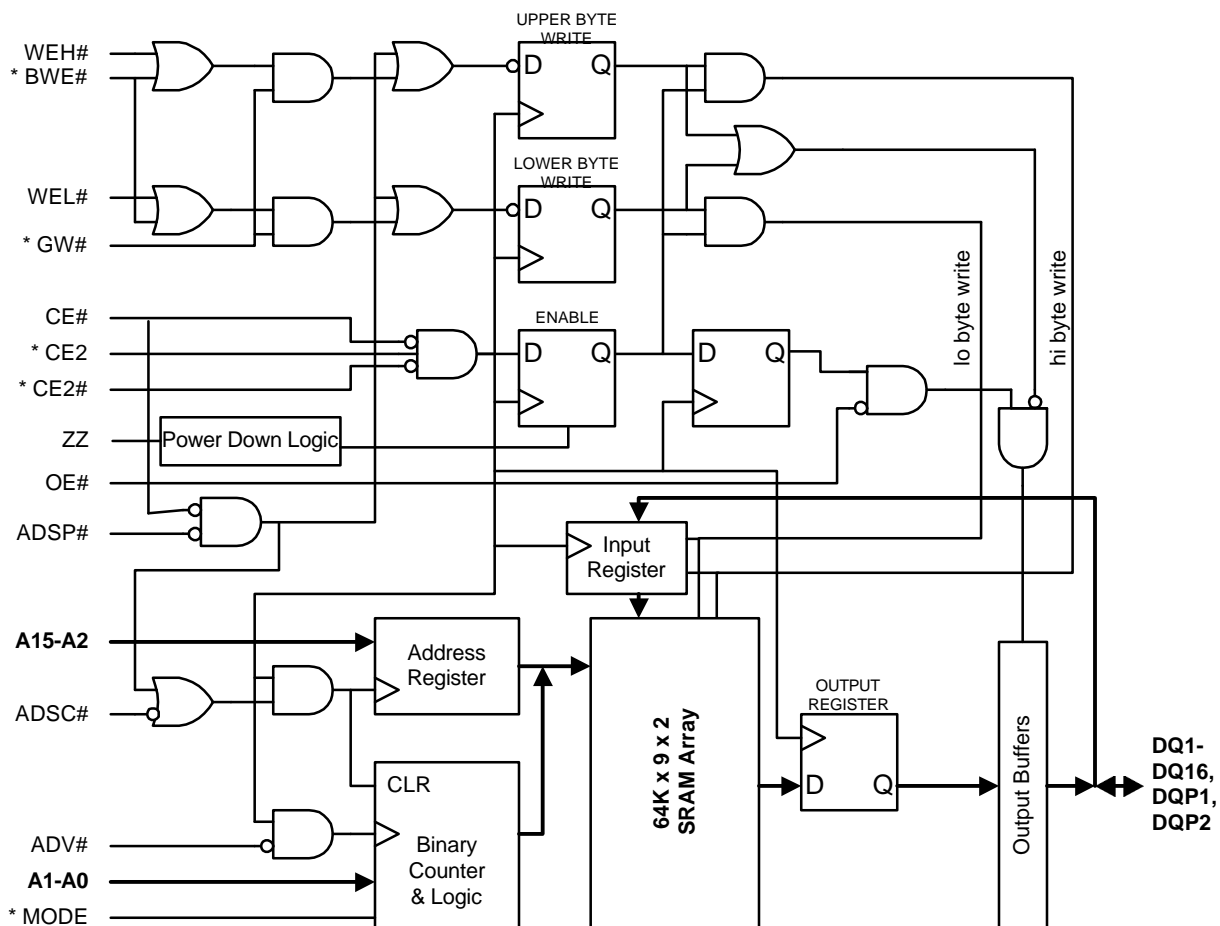 UPPER BYTE
WRITE
WEH#
* BWE#
D
Q
LOWER BYTE
WRITE
WEL#
D
Q
* GW#
lo byte write
hi byte write
CE#
ENABLE
* CE2
D
Q
D
Q
* CE2#
ZZ
Power Down Logic
OE#
ADSP#
Input
Register
A15-A2
Address
Register
ADSC#
OUTPUT
REGISTER
64K x 9 x 2
SRAM Array
CLR
D
Q
Output Buffers
DQ1-
DQ16,
DQP1,
DQP2
ADV#
Binary
Counter
& Logic
A1-A0
* MODE